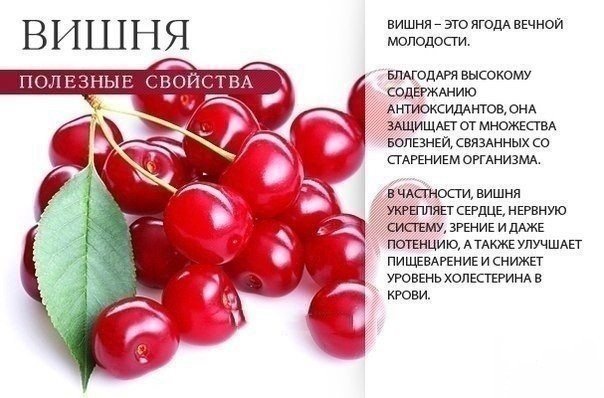 ВИШНЯ
ПОЛЕЗНЫЕ СВОЙСТВА
ВИШНЯ – ЭТО ЯГОДА ВЕЧНОЙ
МОЛОДОСТИ.
БЛАГОДАРЯ ВЫСОКОМУ
СОДЕРЖАНИЮ
АНТИОКСИДАНТОВ, ОНА
ЗАЩИЩАЕТ ОТ МНОЖЕСТВА
БОЛЕЗНЕЙ, СВЯЗАННЫХ СО
СТАРЕНИЕМ ОРГАНИЗМА.
В ЧАСТНОСТИ, ВИШНЯ
УКРЕПЛЯЕТ СЕРДЦЕ, НЕРВНУЮ
СИСТЕМУ, ЗРЕНИЕ И ДАЖЕ
ПОТЕНЦИЮ, А ТАКЖЕ УЛУЧШАЕТ
ПИЩЕВАРЕНИЕ И СНИЖЕТ
УРОВЕНЬ ХОЛЕСТЕРИНА В
КРОВИ.